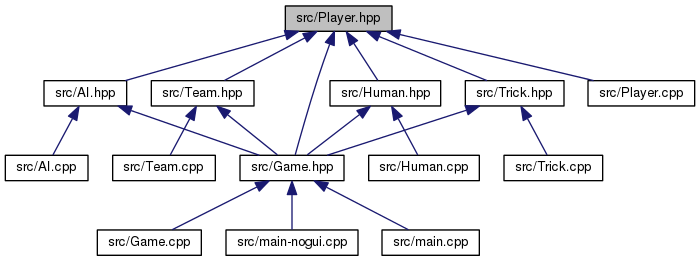 src/Player.hpp
src/AI.hpp
src/Team.hpp
src/Human.hpp
src/Trick.hpp
src/Player.cpp
src/AI.cpp
src/Team.cpp
src/Game.hpp
src/Human.cpp
src/Trick.cpp
src/Game.cpp
src/main-nogui.cpp
src/main.cpp